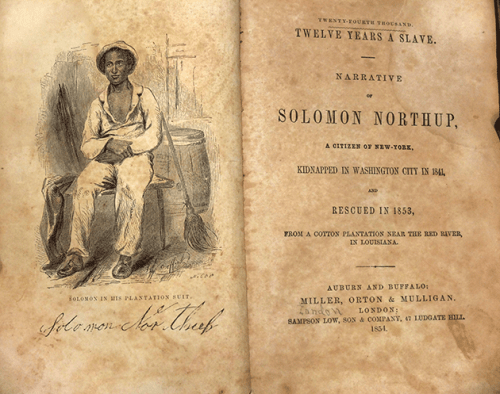 SOLOMON IN HIS PLANTATION SUIT.
Solomon Northup
TWENTY-FOURTH THOUSAND
TWELVE YEARS A SLAVE.
NARRATIVE
OF
SOLOMON NORTHUP,
A CITIZEN OF NEW-YORK,
KIDNAPPED IN WASHINGTON CITY IN 1841,
AND
RESCUED IN 1853,
FROM A COTTON PLANTATION NEAR THE RED RIVER,
IN LOUISIANA.
AUBURN AND BUFFALO:
MILLER, ORTON & MULLIGAN.
LONDON:
SAMPSON LOW, SON & COMPANY, 47 LUDGATE HILL.
1854.